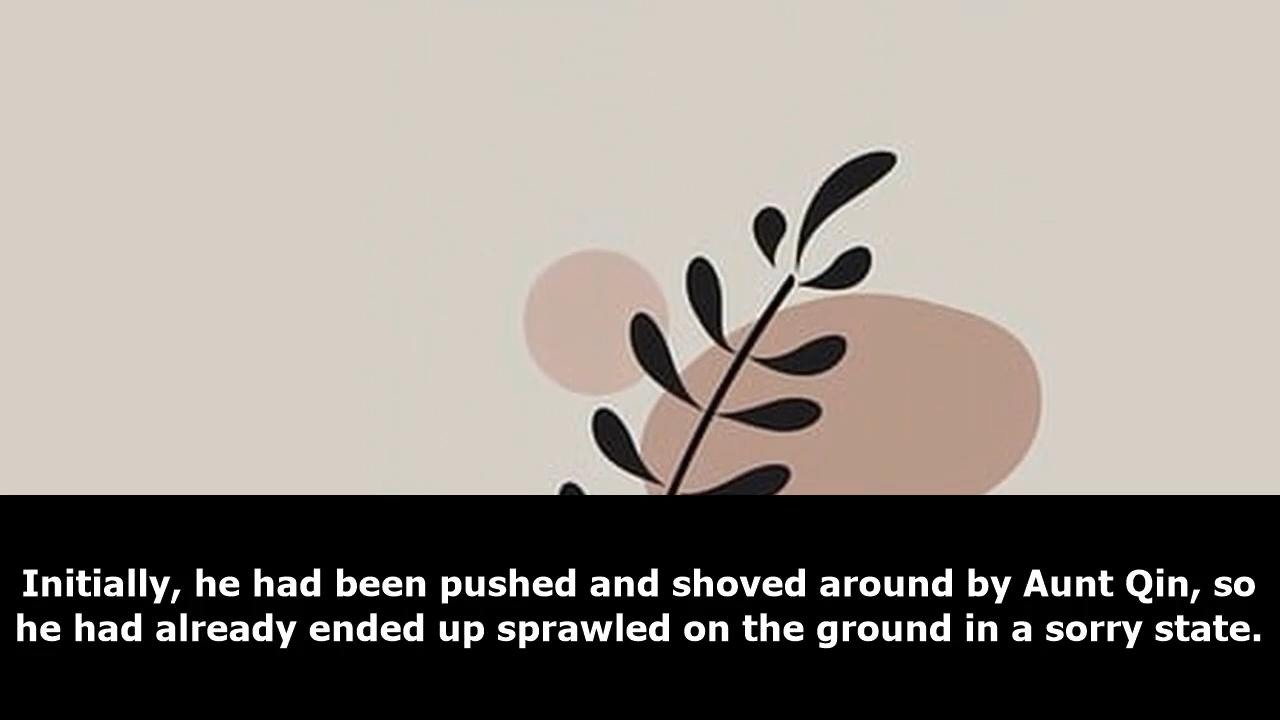 Initially, he had been pushed and shoved around by Aunt Qin, so
he had already ended up sprawled on the ground in a sorry state.